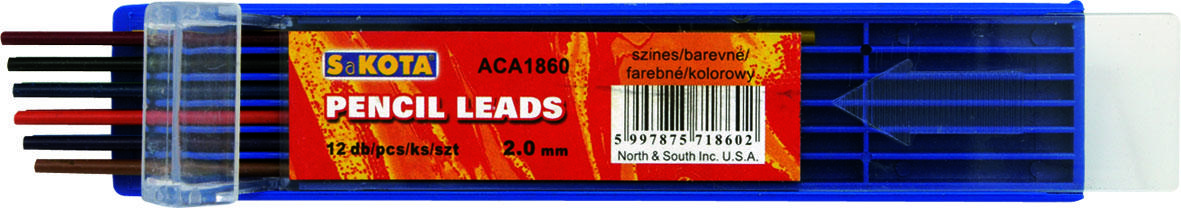 SaKOTA
ACA1860
színes/barevné/
farebné/kolorowy
PENCIL LEADS
12 db/pcs/ks/szt
2.0 mm
5 997875 718602
North & South Inc. U.S.A.